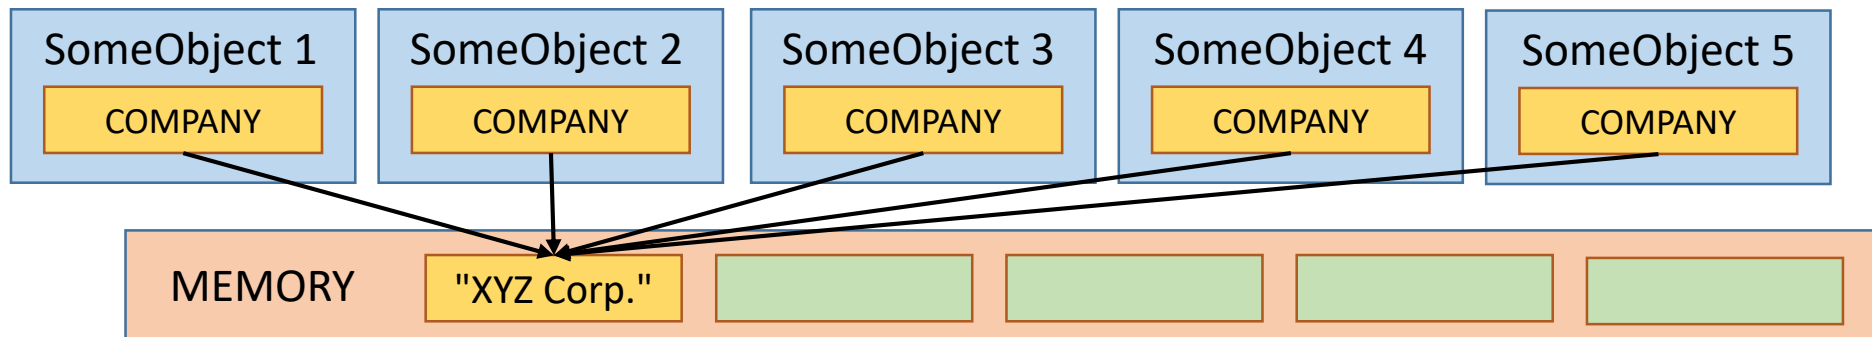 SomeObject 1
COMPANY
SomeObject 2
COMPANY
SomeObject 3
COMPANY
SomeObject 4
COMPANY
SomeObject 5
COMPANY
MEMORY
"XYZ Corp."